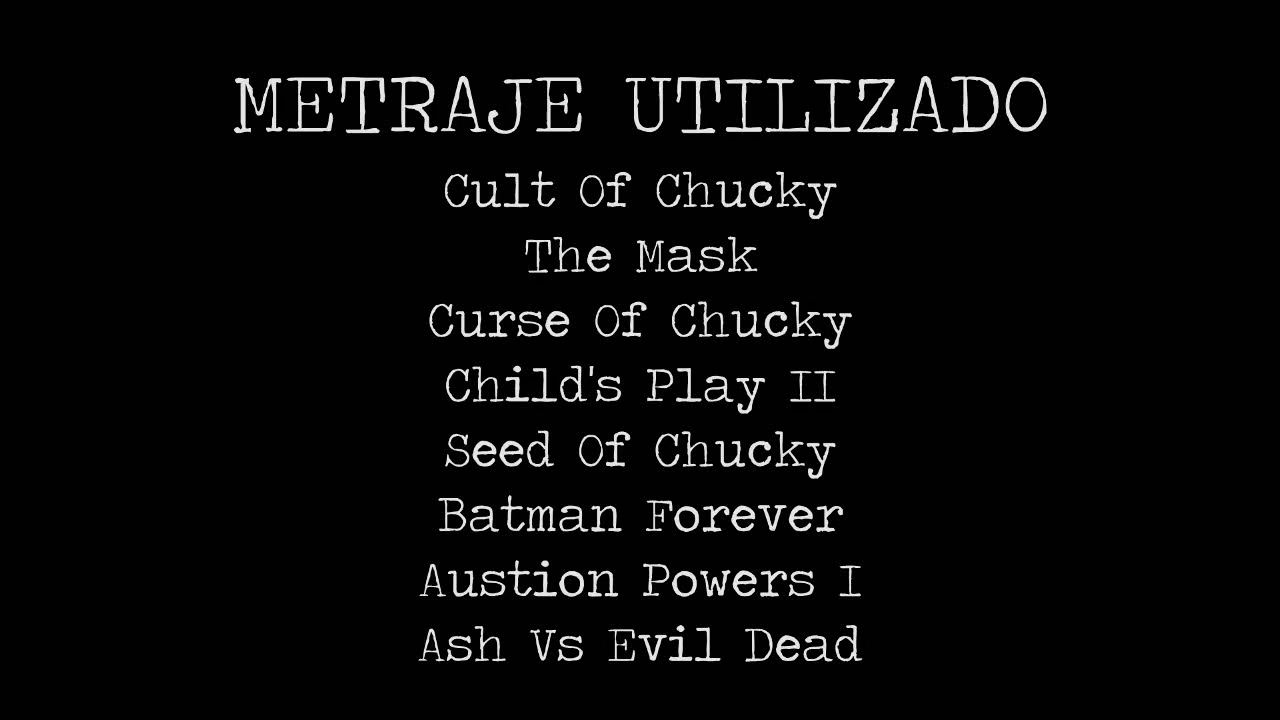 METRAJE UTILIZADO
Cult Of Chucky
The Mask
Curse Of Chucky
Child's Play II
Seed Of Chucky
Batman Forever
Austion Powers I
Ash Vs Evil Dead